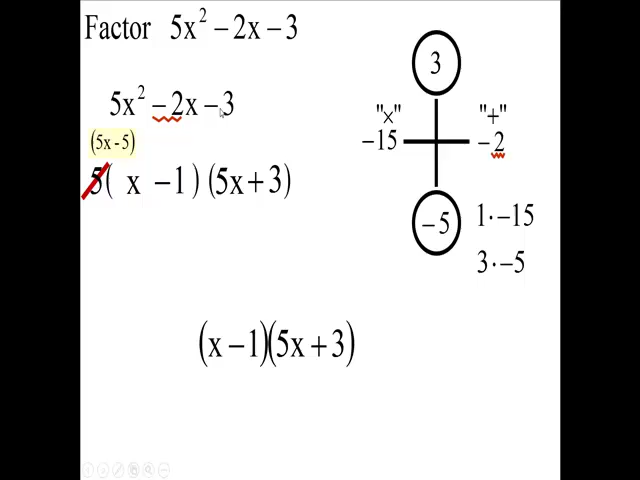 Factor 5x² − 2x − 3
5x² − 2x − 3
(5x - 5)
5( x − 1 ) (5x + 3)
(x − 1)(5x + 3)
3
"×" "+"
−15 −2
−5
1 · −15
3 · −5